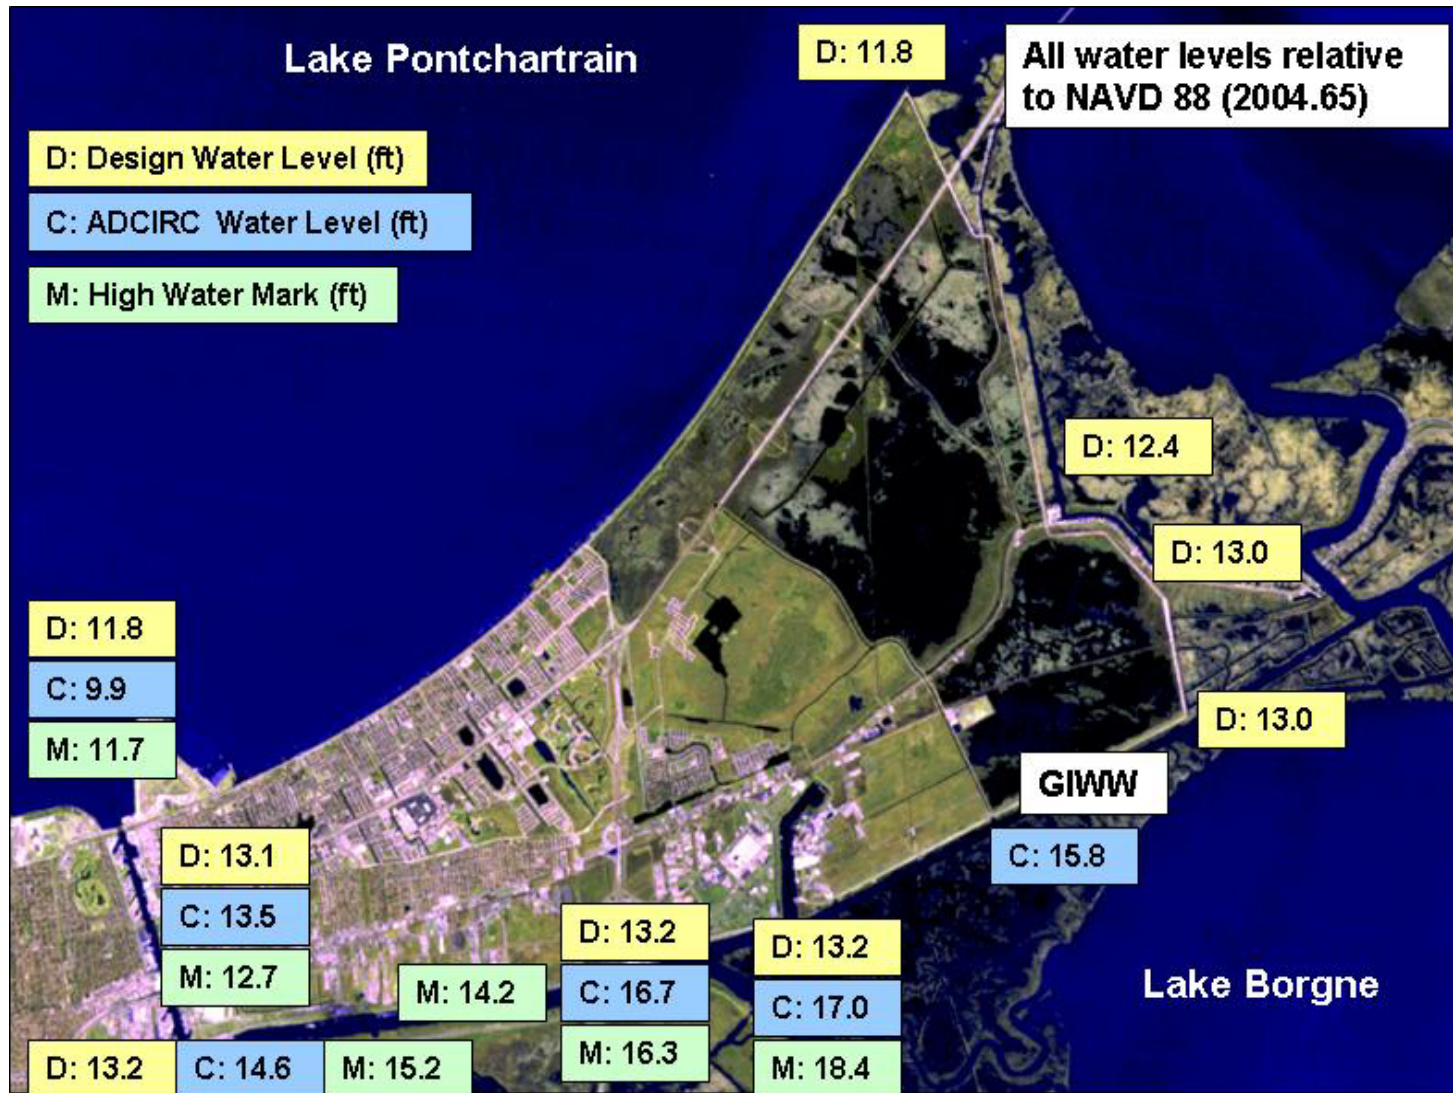 Lake Pontchartrain
D: 11.8
All water levels relative
to NAVD 88 (2004.65)
D: Design Water Level (ft)
C: ADCIRC Water Level (ft)
M: High Water Mark (ft)
D: 12.4
D: 13.0
D: 11.8
C: 9.9
M: 11.7
D: 13.0
GIWW
C: 15.8
D: 13.1
C: 13.5
M: 12.7
M: 14.2
D: 13.2
C: 16.7
M: 16.3
D: 13.2
C: 17.0
M: 18.4
Lake Borgne
D: 13.2
C: 14.6
M: 15.2